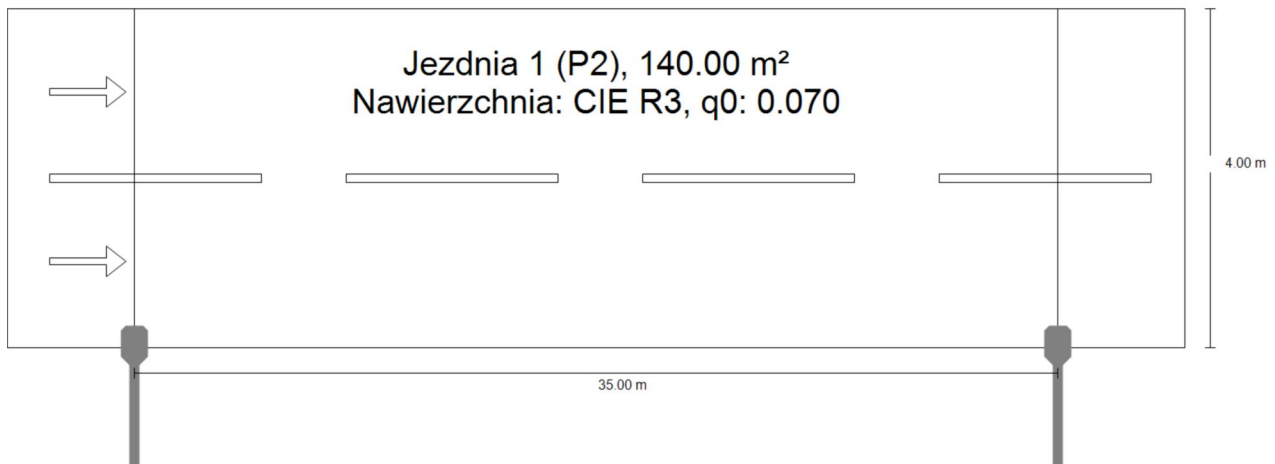 Jezdnia 1 (P2), 140.00 m²
Nawierzchnia: CIE R3, q0: 0.070
4.00 m
35.00 m